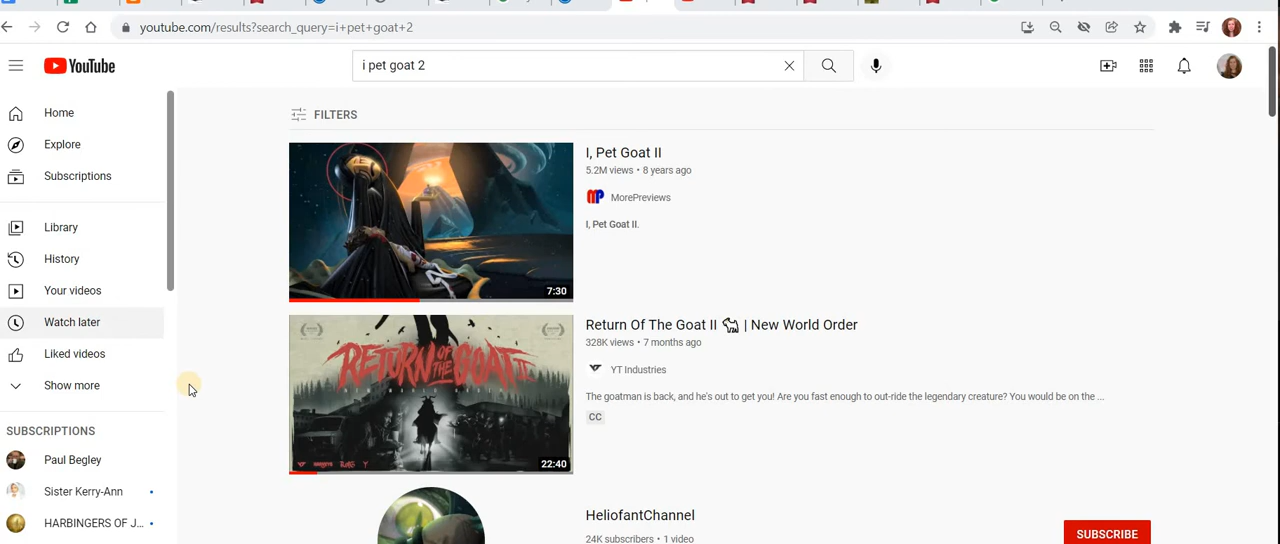 youtube.com/results?search_query=i+pet+goat+2
YouTube
i pet goat 2
Home
Explore
Subscriptions
Library
History
Your videos
Watch later
Liked videos
Show more
SUBSCRIPTIONS
Paul Begley
Sister Kerry-Ann
HARBINGERS OF J...
FILTERS
7:30
I, Pet Goat II
5.2M views • 8 years ago
MorePreviews
I, Pet Goat II.
RETURN OF THE GOAT II
22:40
Return Of The Goat II 🐐 | New World Order
328K views • 7 months ago
YT Industries
The goatman is back, and he's out to get you! Are you fast enough to out-ride the legendary creature? You would be on the ...
CC
HeliofantChannel
24K subscribers • 1 video
SUBSCRIBE